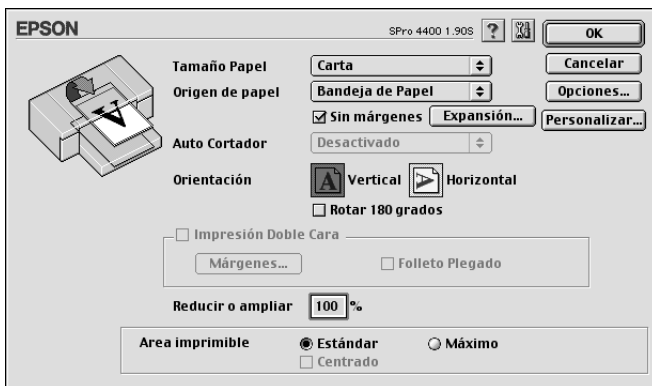 EPSON
SPro 4400 1.90S ?
OK
Tamaño Papel Carta
Cancelar
Origen de papel Bandeja de Papel
Opciones...
Sin márgenes Expansión...
Personalizar...
Auto Cortador Desactivado
Orientación A Vertical A Horizontal
Rotar 180 grados
Impresión Doble Cara
Márgenes... Folleto Plegado
Reducir o ampliar 100 %
Area imprimible Estándar Máximo
Centrado